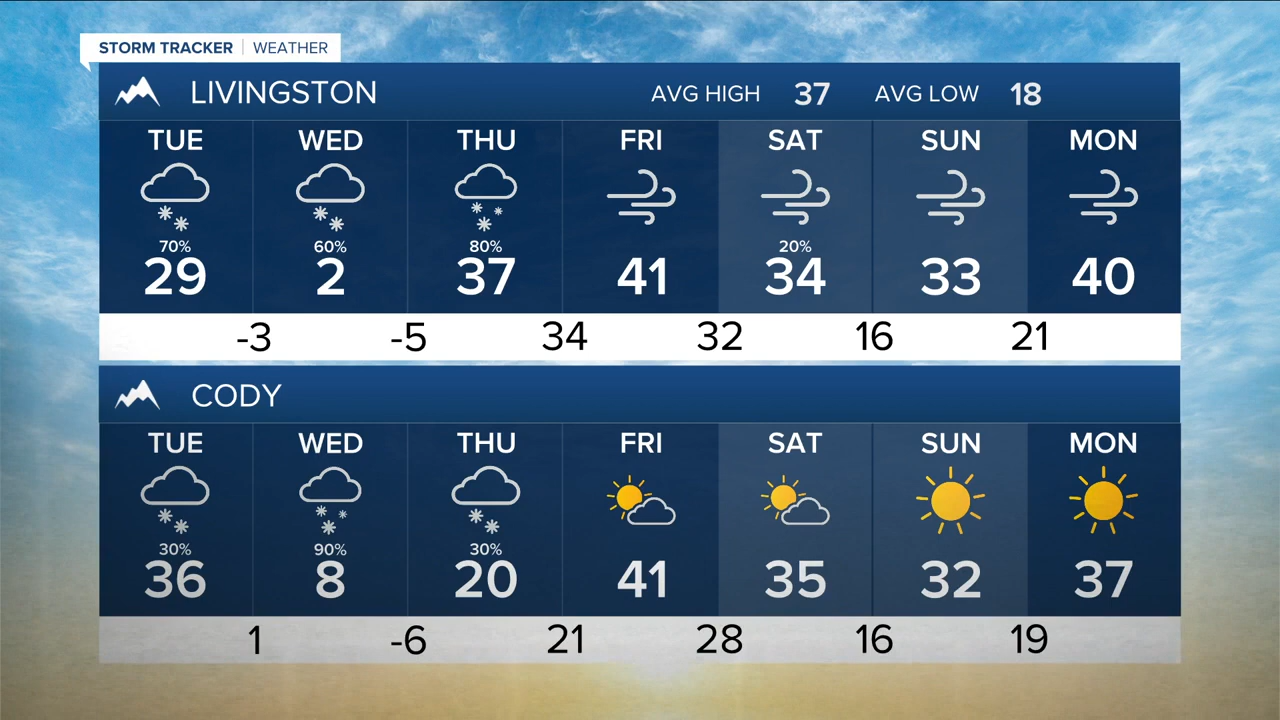 STORM TRACKER | WEATHER
LIVINGSTON AVG HIGH 37 AVG LOW 18
TUE WED THU FRI SAT SUN MON
70% 60% 80% 20%
29 2 37 41 34 33 40
-3 -5 34 32 16 21
CODY
TUE WED THU FRI SAT SUN MON
30% 90% 30%
36 8 20 41 35 32 37
1 -6 21 28 16 19